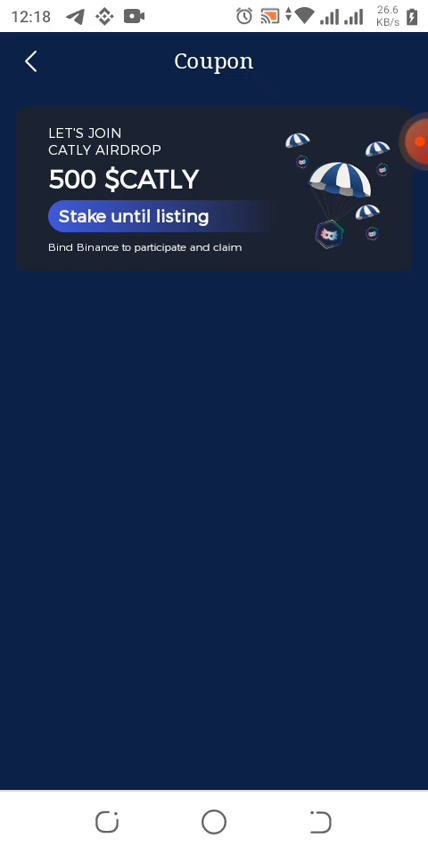 12:18
26.6
KB/s
Coupon
LET'S JOIN
CATLY AIRDROP
500 $CATLY
Stake until listing
Bind Binance to participate and claim